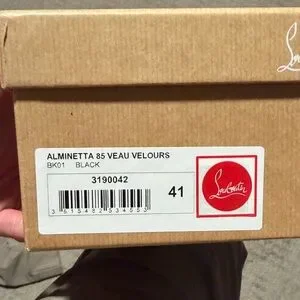 ALMINETTA 85 VEAU VELOURS
BK01 BLACK
3190042
41
Louboutin